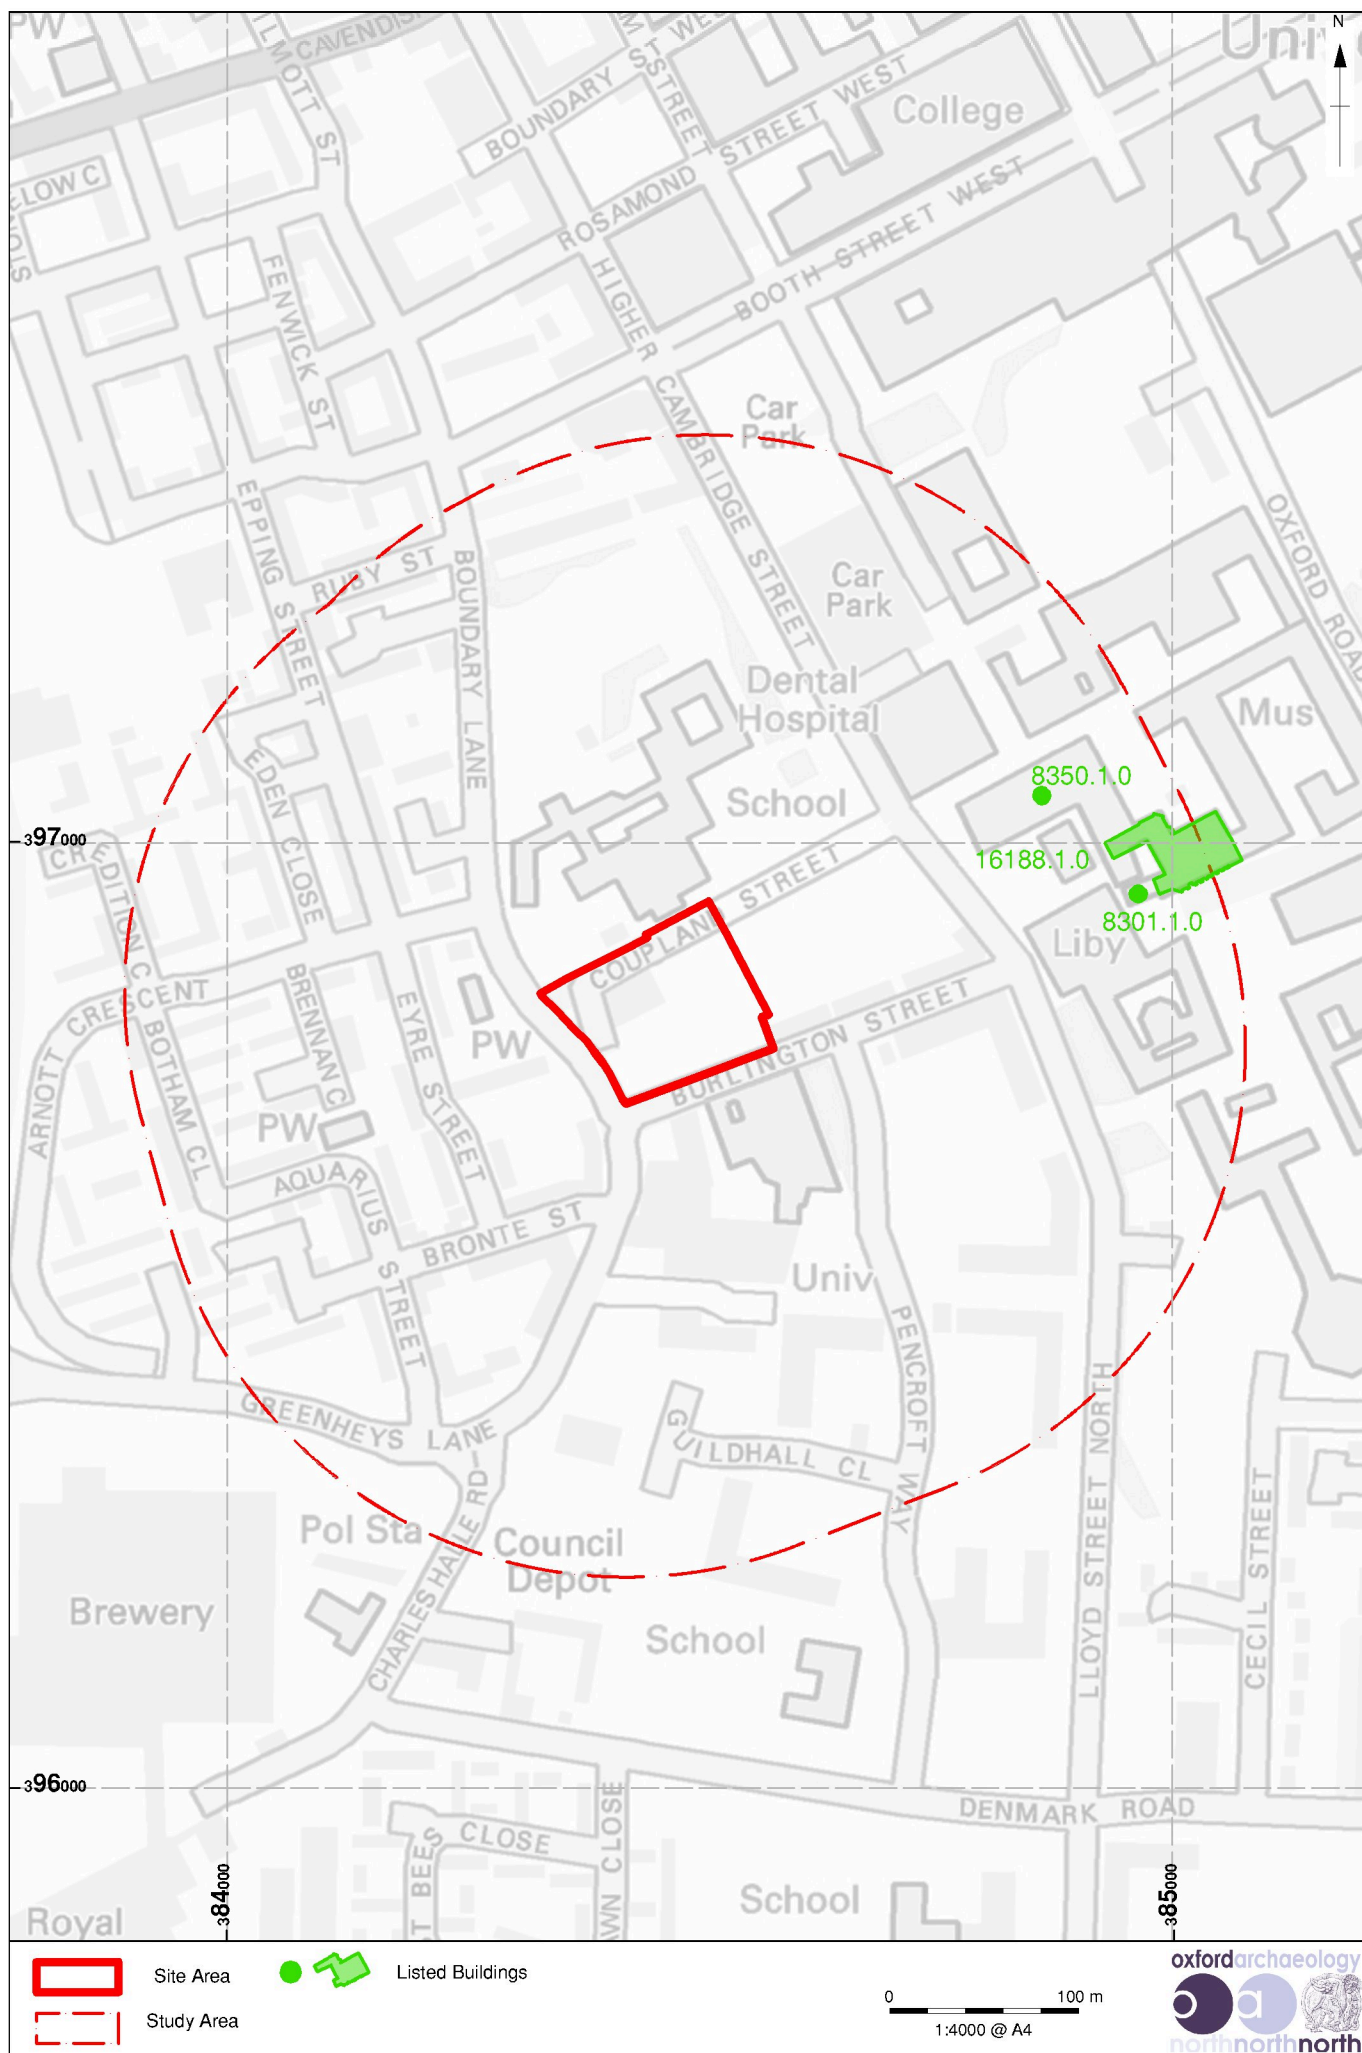 PW
WILMOTT ST
CAVENDISH
BOUNDARY ST WEST
STREET
N
College
ROSAMOND STREET WEST
BOOTH STREET WEST
FENWICK ST
HIGHER CAMBRIDGE STREET
Car
Park
OXFORD ROAD
EPPING STREET
RUBY ST
BOUNDARY LANE
Car
Park
Dental
Hospital
Mus
EDEN CLOSE
8350.1.0
School
397000
16188.1.0
8301.1.0
Liby
COUPLAND STREET
CRESCENT
ARNOTT
BOTHAM CL
BRENNAN C
EYRE STREET
PW
BURLINGTON STREET
PW
AQUARIUS STREET
BRONTE ST
Univ
PENCROFT WAY
GREENHEYS LANE
GUILDHALL CL
LLOYD STREET NORTH
CECIL STREET
Pol Sta
Council
Depot
CHARLES HALLE RD
Brewery
School
396000
DENMARK ROAD
CLOSE
BEES
CLOSE
School
Royal
384000
385000
Site Area
Listed Buildings
Study Area
0
100 m
1:4000 @ A4
oxfordarchaeology
oa
northnorthnorth